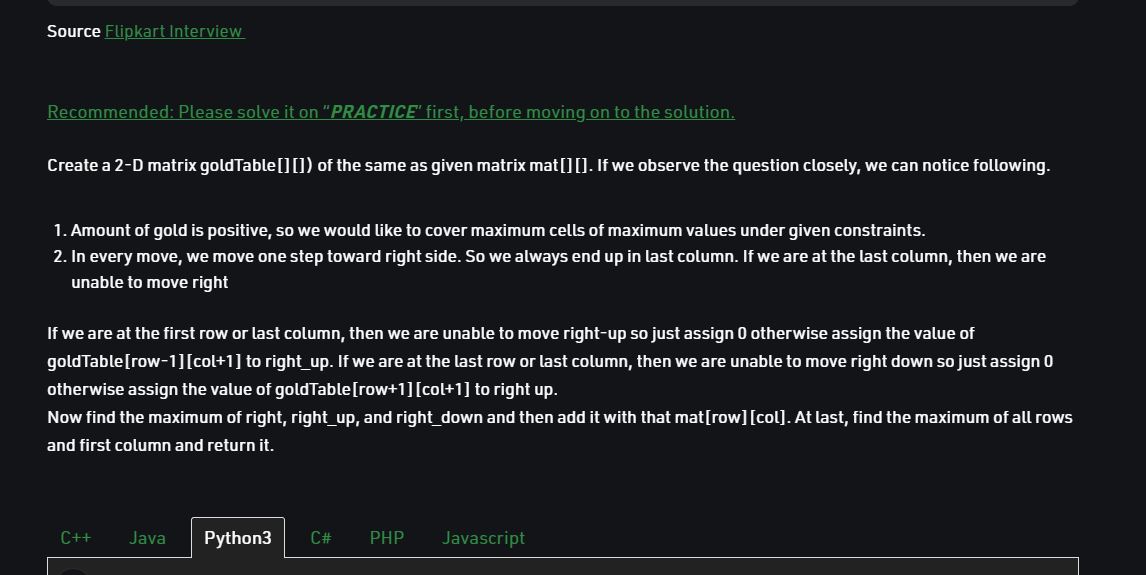 Source Flipkart Interview
Recommended: Please solve it on “PRACTICE” first, before moving on to the solution.
Create a 2-D matrix goldTable[][]) of the same as given matrix mat[][]. If we observe the question closely, we can notice following.
1. Amount of gold is positive, so we would like to cover maximum cells of maximum values under given constraints.
2. In every move, we move one step toward right side. So we always end up in last column. If we are at the last column, then we are
unable to move right
If we are at the first row or last column, then we are unable to move right-up so just assign 0 otherwise assign the value of
goldTable[row-1][col+1] to right_up. If we are at the last row or last column, then we are unable to move right down so just assign 0
otherwise assign the value of goldTable[row+1][col+1] to right up.
Now find the maximum of right, right_up, and right_down and then add it with that mat[row][col]. At last, find the maximum of all rows
and first column and return it.
C++ Java Python3 C# PHP Javascript